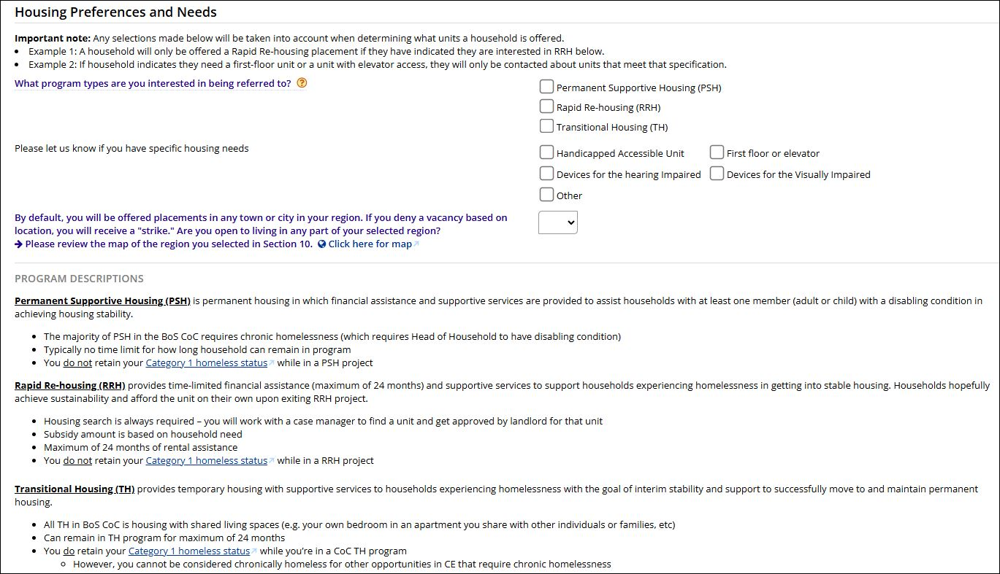 Housing Preferences and Needs
Important note: Any selections made below will be taken into account when determining what units a household is offered.
• Example 1: A household will only be offered a Rapid Re-housing placement if they have indicated they are interested in RRH below.
• Example 2: If household indicates they need a first-floor unit or a unit with elevator access, they will only be contacted about units that meet that specification.
What program types are you interested in being referred to? ?
Permanent Supportive Housing (PSH)
Rapid Re-housing (RRH)
Transitional Housing (TH)
Please let us know if you have specific housing needs
Handicapped Accessible Unit First floor or elevator
Devices for the hearing Impaired Devices for the Visually Impaired
Other
By default, you will be offered placements in any town or city in your region. If you deny a vacancy based on
location, you will receive a "strike." Are you open to living in any part of your selected region?
→ Please review the map of the region you selected in Section 10. Click here for map
PROGRAM DESCRIPTIONS
Permanent Supportive Housing (PSH) is permanent housing in which financial assistance and supportive services are provided to assist households with at least one member (adult or child) with a disabling condition in
achieving housing stability.
• The majority of PSH in the BoS CoC requires chronic homelessness (which requires Head of Household to have disabling condition)
• Typically no time limit for how long household can remain in program
• You do not retain your Category 1 homeless status while in a PSH project
Rapid Re-housing (RRH) provides time-limited financial assistance (maximum of 24 months) and supportive services to support households experiencing homelessness in getting into stable housing. Households hopefully
achieve sustainability and afford the unit on their own upon exiting RRH project.
• Housing search is always required – you will work with a case manager to find a unit and get approved by landlord for that unit
• Subsidy amount is based on household need
• Maximum of 24 months of rental assistance
• You do not retain your Category 1 homeless status while in a RRH project
Transitional Housing (TH) provides temporary housing with supportive services to households experiencing homelessness with the goal of interim stability and support to successfully move to and maintain permanent
housing.
• All TH in BoS CoC is housing with shared living spaces (e.g. your own bedroom in an apartment you share with other individuals or families, etc)
• Can remain in TH program for maximum of 24 months
• You do retain your Category 1 homeless status while you're in a CoC TH program
○ However, you cannot be considered chronically homeless for other opportunities in CE that require chronic homelessness